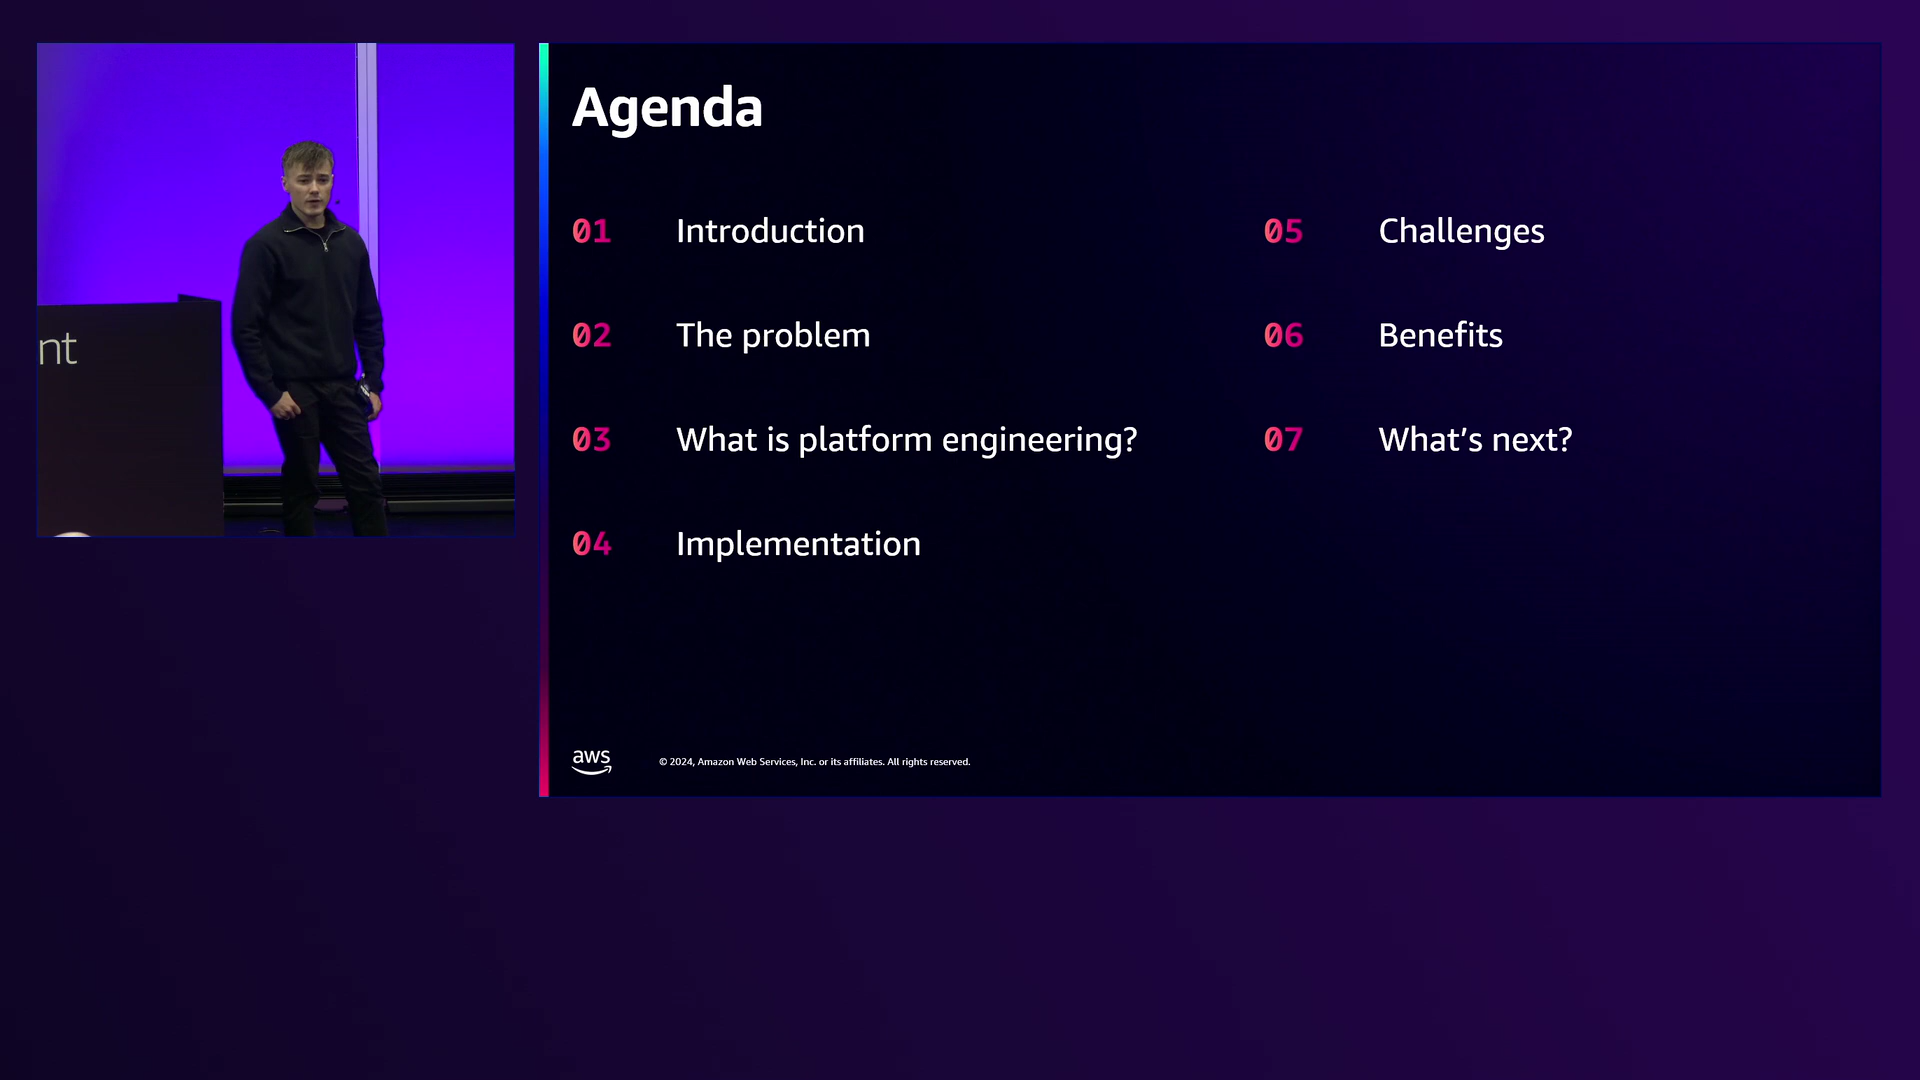 nt
Agenda
01 Introduction
02 The problem
03 What is platform engineering?
04 Implementation
05 Challenges
06 Benefits
07 What's next?
aws
© 2024, Amazon Web Services, Inc. or its affiliates. All rights reserved.